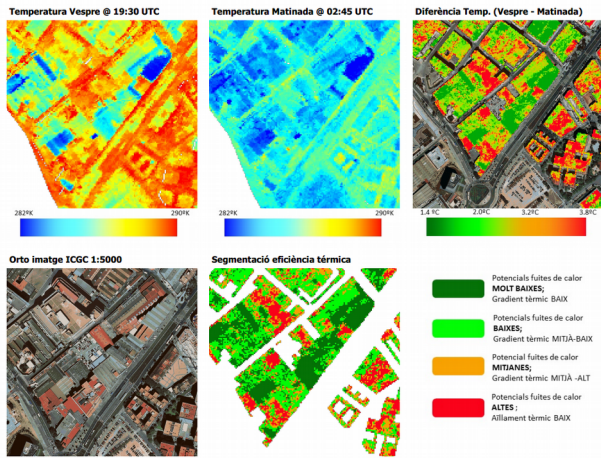 Temperatura Vespre @ 19:30 UTC
Temperatura Matinada @ 02:45 UTC
Diferència Temp. (Vespre - Matinada)
282ºK
290ºK
282ºK
290ºK
1.4 ºC
2.0ºC
3.2ºC
3.8ºC
Orto imatge ICGC 1:5000
Segmentació eficiència térmica
Potencials fuites de calor
MOLT BAIXES;
Gradient tèrmic BAIX
Potencials fuites de calor
BAIXES;
Gradient tèrmic MITJÀ-BAIX
Potencial fuites de calor
MITJANES;
Gradient tèrmic MITJÀ -ALT
Potencials fuites de calor
ALTES ;
Aïllament tèrmic BAIX